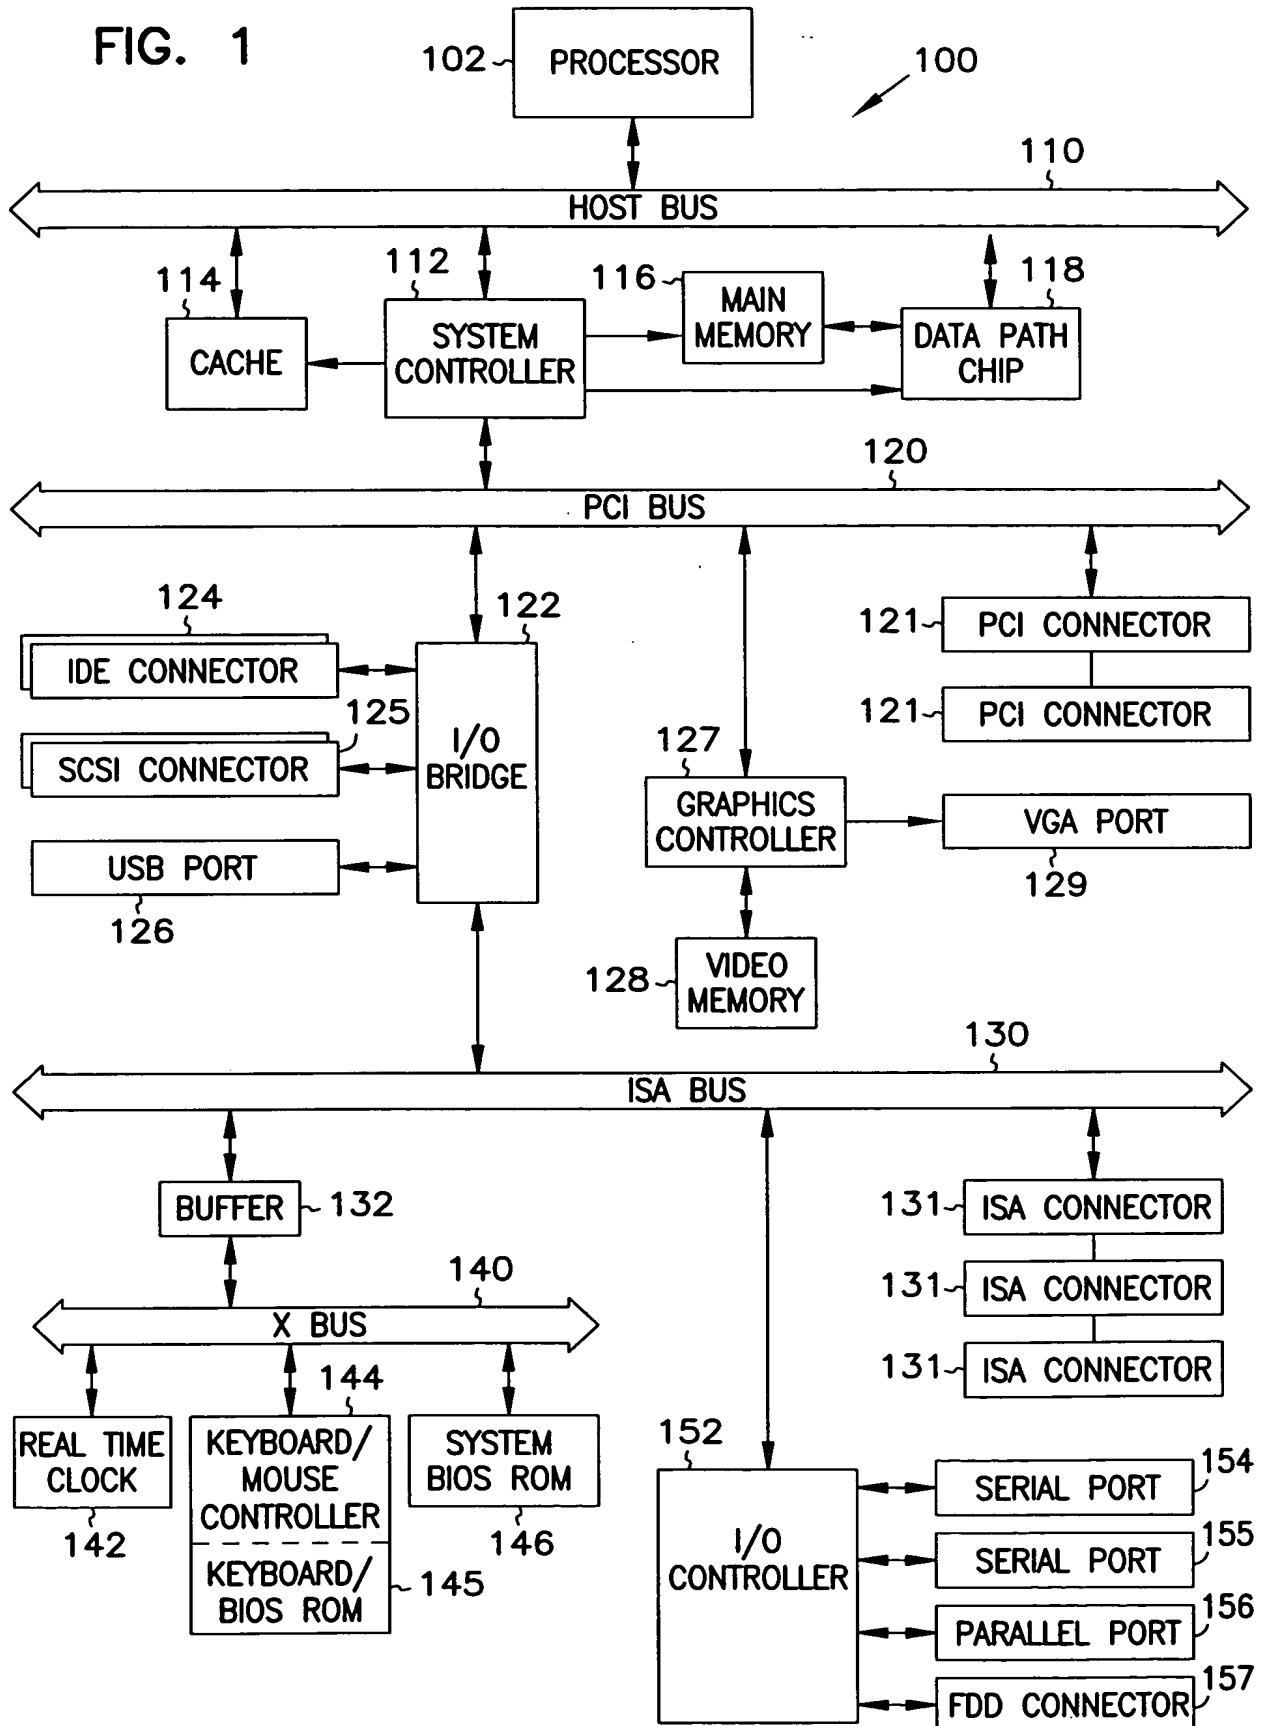 FIG. 1
102
PROCESSOR
100
110
HOST BUS
114
CACHE
112
SYSTEM
CONTROLLER
116
MAIN
MEMORY
118
DATA PATH
CHIP
120
PCI BUS
124
IDE CONNECTOR
125
SCSI CONNECTOR
USB PORT
126
122
I/O
BRIDGE
127
GRAPHICS
CONTROLLER
128
VIDEO
MEMORY
121
PCI CONNECTOR
121
PCI CONNECTOR
VGA PORT
129
130
ISA BUS
BUFFER
132
140
X BUS
REAL TIME
CLOCK
142
144
KEYBOARD/
MOUSE
CONTROLLER
KEYBOARD/
BIOS ROM
145
SYSTEM
BIOS ROM
146
131
ISA CONNECTOR
131
ISA CONNECTOR
131
ISA CONNECTOR
152
I/O
CONTROLLER
SERIAL PORT
154
SERIAL PORT
155
PARALLEL PORT
156
FDD CONNECTOR
157